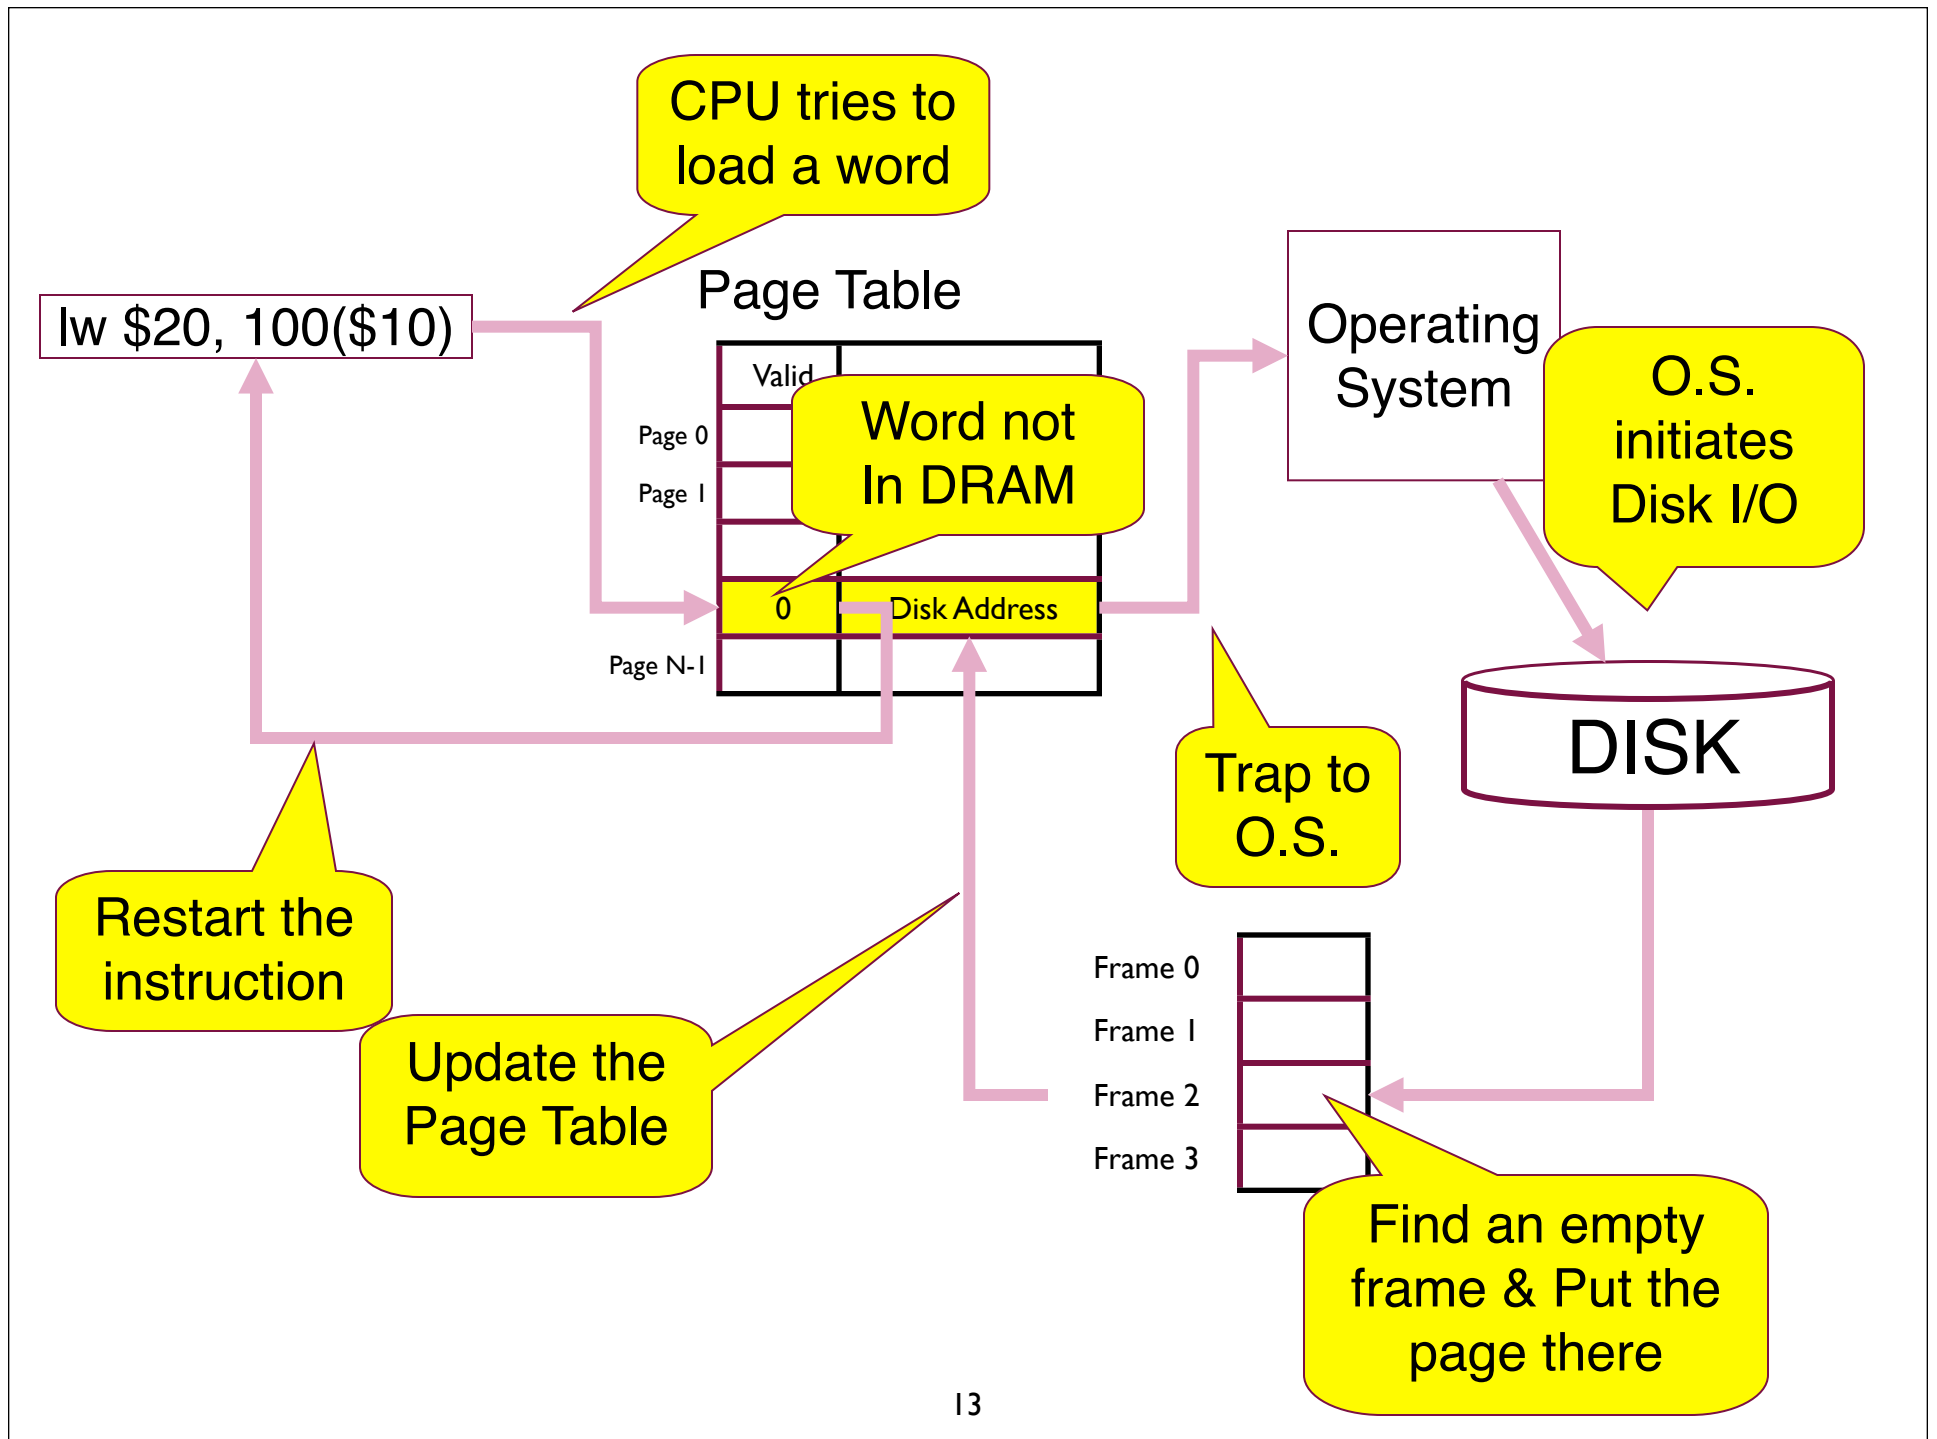 CPU tries to
load a word
Page Table
lw $20, 100($10)
Operating
System
O.S.
initiates
Disk I/O
Valid
Word not
In DRAM
Page 0
Page 1
0
Disk Address
Page N-1
DISK
Trap to
O.S.
Restart the
instruction
Update the
Page Table
Frame 0
Frame 1
Frame 2
Frame 3
Find an empty
frame & Put the
page there
13